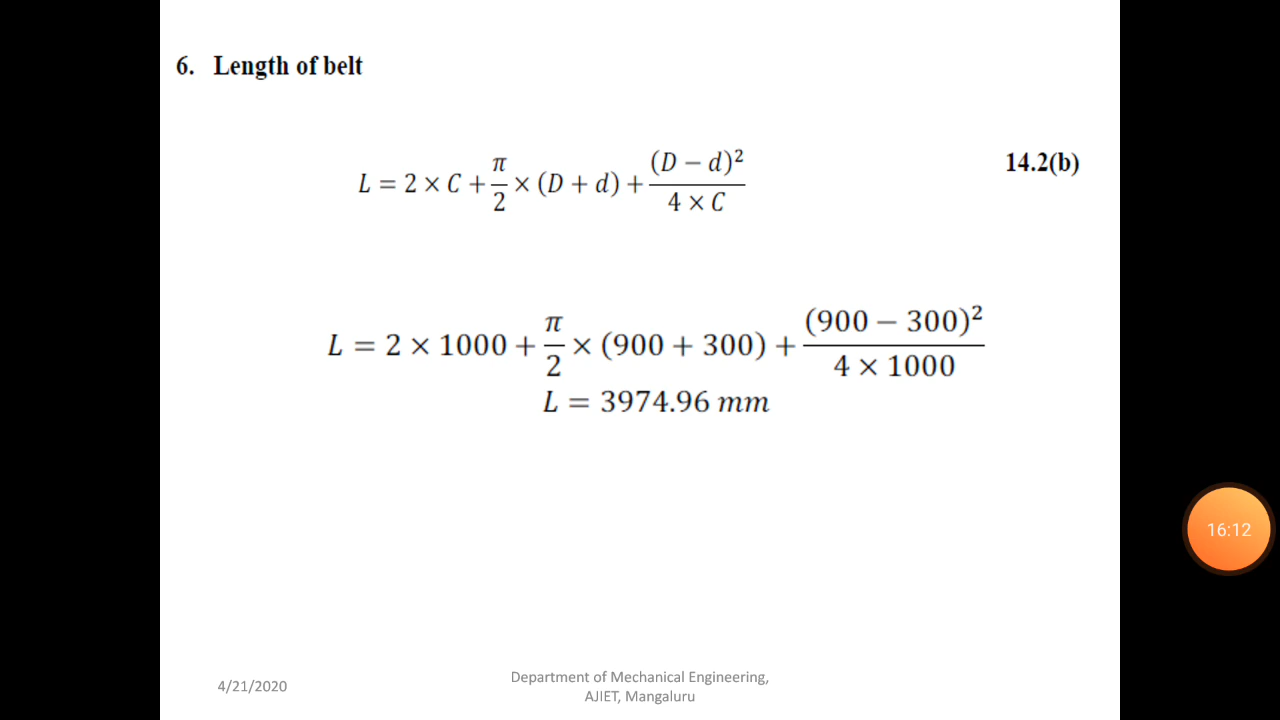 6. Length of belt
L = 2 × C + π/2 × (D + d) + (D − d)²/4 × C
14.2(b)
L = 2 × 1000 + π/2 × (900 + 300) + (900 − 300)²/4 × 1000
L = 3974.96 mm
16:12
4/21/2020
Department of Mechanical Engineering,
AJIET, Mangaluru